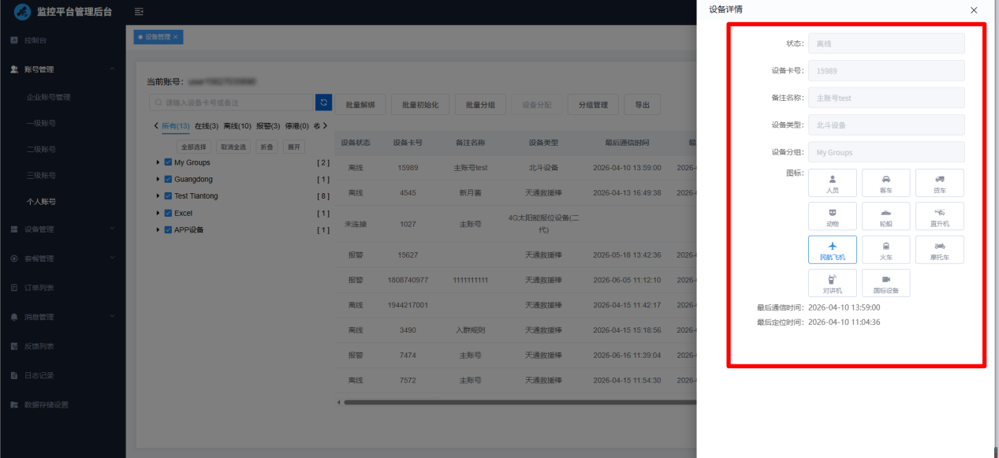 监控平台管理后台
控制台
账号管理
企业账号管理
一级账号
二级账号
三级账号
个人账号
设备管理
套餐管理
订单列表
消息管理
反馈列表
日志记录
数据存储设置
设备管理 ×
当前账号：
请输入设备卡号或备注
批量解绑 批量初始化 批量分组 设备分配 分组管理 导出
所有(13) 在线(3) 离线(10) 报警(3) 停港(0)
全部选择 取消全选 折叠 展开
My Groups [ 2 ]
Guangdong [ 1 ]
Test Tiantong [ 8 ]
Excel [ 1 ]
APP设备 [ 1 ]
设备状态 设备卡号 备注名称 设备类型 最后通信时间 最
离线 15989 主账号test 北斗设备 2026-04-10 13:59:00 2026-
离线 4545 新月酱 天通救援棒 2026-04-13 16:49:38 2026-
未连接 1027 主账号 4G太阳能报位设备(二代)
报警 15627 天通救援棒 2026-05-18 13:42:36 2026-
报警 1808740977 1111111111 天通救援棒 2026-06-05 11:12:10 2026-
离线 1944217001 天通救援棒 2026-04-15 11:42:17 2026-
离线 3490 入群规则 天通救援棒 2026-04-15 15:18:56 2026-
报警 7474 主账号 天通救援棒 2026-06-16 11:39:04 2026-
离线 7572 主账号 天通救援棒 2026-04-15 11:54:30 2026-
设备详情
状态： 离线
设备卡号： 15989
备注名称： 主账号test
设备类型： 北斗设备
设备分组： My Groups
图标：
人员 客车 货车
动物 轮船 直升机
民航飞机 火车 摩托车
对讲机 图标设备
最后通信时间： 2026-04-10 13:59:00
最后定位时间： 2026-04-10 11:04:36